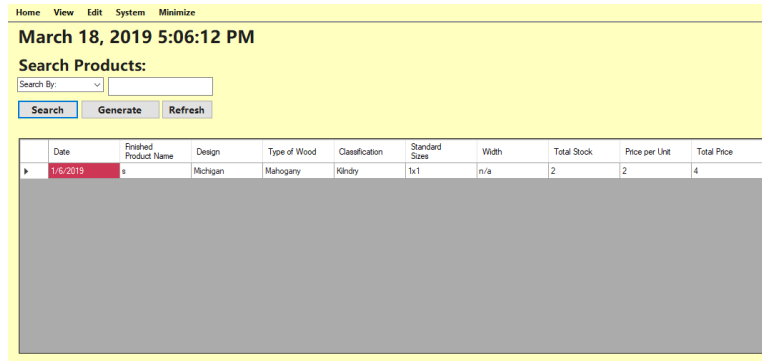 Home View Edit System Minimize
March 18, 2019 5:06:12 PM
Search Products:
Search By:
Search Generate Refresh
Date Finished Product Name Design Type of Wood Classification Standard Sizes Width Total Stock Price per Unit Total Price
1/6/2019 s Michigan Mahogany Kilndry 1x1 n/a 2 2 4